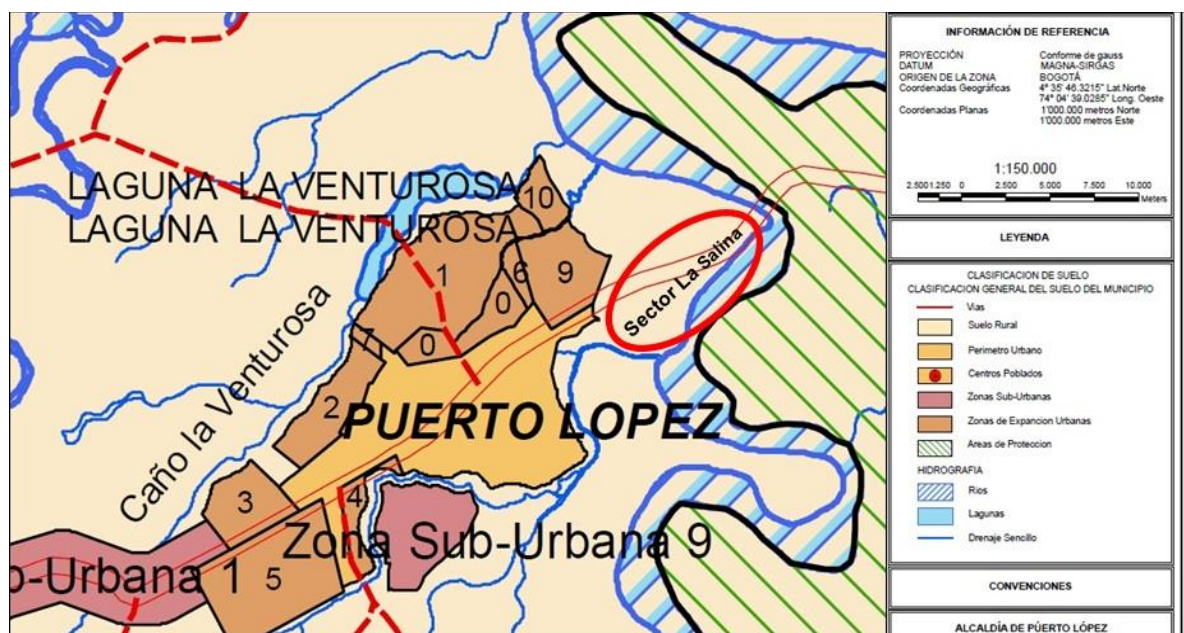 LAGUNA LA VENTUROSA
LAGUNA LA VENTUROSA
10
1
6
9
0
Sector La Salina
7
0
Caño la Venturosa
2
PUERTO LOPEZ
3
4
Zona Sub-Urbana 9
b-Urbana 1
5
INFORMACIÓN DE REFERENCIA
PROYECCIÓN Conforme de gauss
DATUM MAGNA-SIRGAS
ORIGEN DE LA ZONA BOGOTÁ
Coordenadas Geográficas 4° 35' 46.3215" Lat.Norte
74° 04' 39.0285" Long. Oeste
Coordenadas Planas 1'000.000 metros Norte
1'000.000 metros Este
1:150.000
2.500 1.250 0 2.500 5.000 7.500 10.000
Meters
LEYENDA
CLASIFICACION DE SUELO
CLASIFICACION GENERAL DEL SUELO DEL MUNICIPIO
Vias
Suelo Rural
Perimetro Urbano
Centros Poblados
Zonas Sub-Urbanas
Zonas de Expancion Urbanas
Areas de Proteccion
HIDROGRAFIA
Rios
Lagunas
Drenaje Sencillo
CONVENCIONES
ALCALDÍA DE PÚERTO LÓPEZ